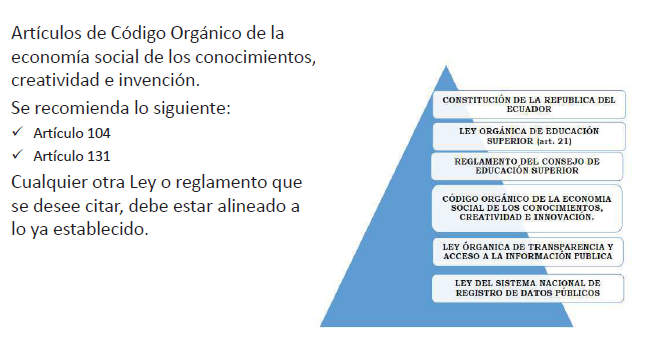 Artículos de Código Orgánico de la
economía social de los conocimientos,
creatividad e invención.
Se recomienda lo siguiente:
✓ Artículo 104
✓ Artículo 131
Cualquier otra Ley o reglamento que
se desee citar, debe estar alineado a
lo ya establecido.
CONSTITUCIÓN DE LA REPUBLICA DEL
ECUADOR
LEY ORGÁNICA DE EDUCACIÓN
SUPERIOR (art. 21)
REGLAMENTO DEL CONSEJO DE
EDUCACIÓN SUPERIOR
CÓDIGO ORGÁNICO DE LA ECONOMIA
SOCIAL DE LOS CONOCIMIENTOS,
CREATIVIDAD E INNOVACIÓN.
LEY ÓRGANICA DE TRANSPARENCIA Y
ACCESO A LA INFORMACIÓN PUBLICA
LEY DEL SISTEMA NACIONAL DE
REGISTRO DE DATOS PÚBLICOS